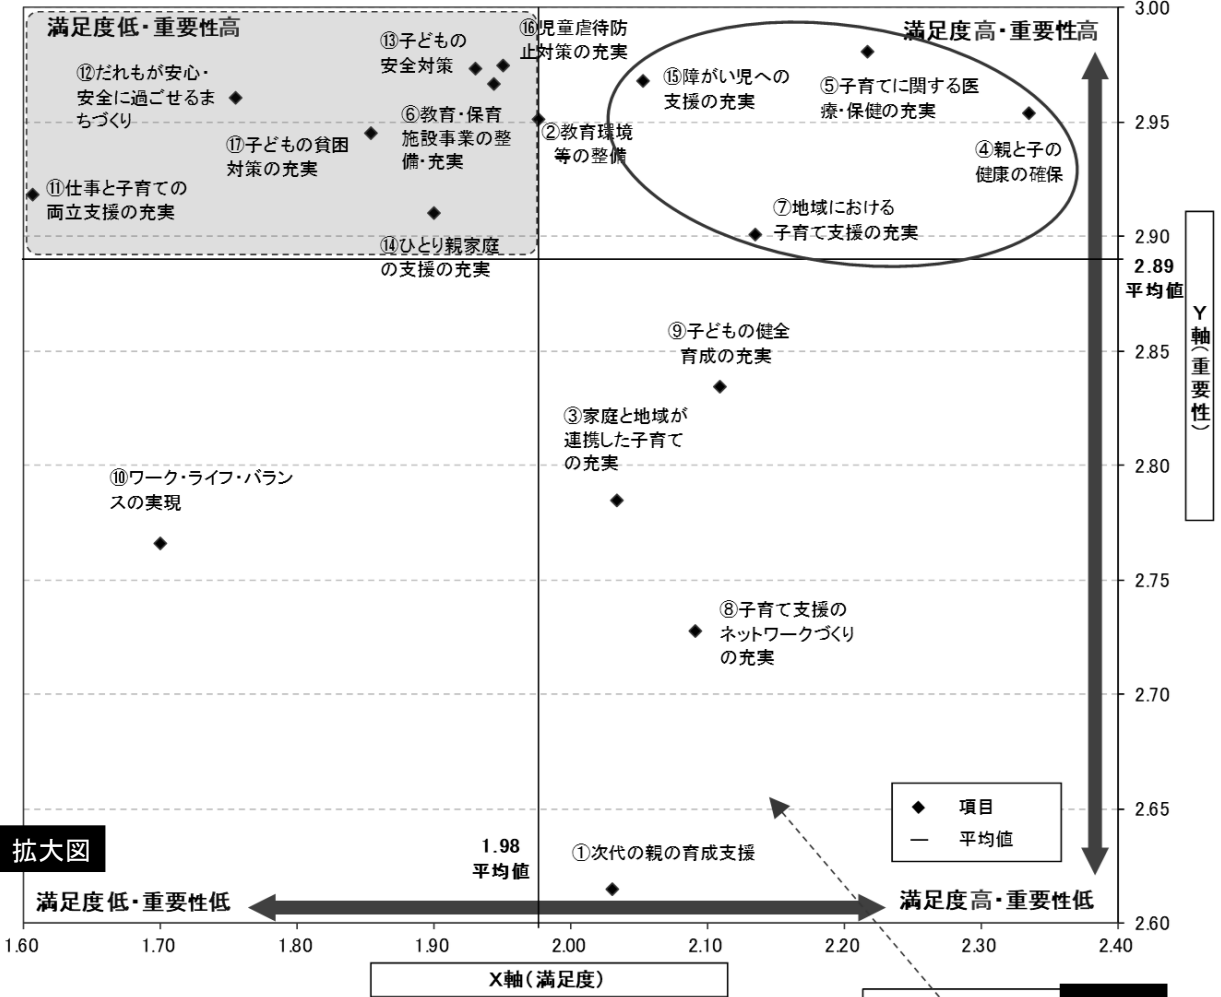 満足度低・重要性高
満足度高・重要性高
⑯児童虐待防
止対策の充実
⑬子どもの
安全対策
⑫だれもが安心・
安全に過ごせるま
ちづくり
⑮障がい児への
支援の充実
⑤子育てに関する医
療・保健の充実
⑥教育・保育
施設事業の整
備・充実
②教育環境
等の整備
⑰子どもの貧困
対策の充実
④親と子の
健康の確保
⑪仕事と子育ての
両立支援の充実
⑦地域における
子育て支援の充実
⑭ひとり親家庭
の支援の充実
⑨子どもの健全
育成の充実
③家庭と地域が
連携した子育て
の充実
⑩ワーク・ライフ・バラン
スの実現
⑧子育て支援の
ネットワークづくり
の充実
①次代の親の育成支援
項目
平均値
1.98
平均値
拡大図
満足度低・重要性低
満足度高・重要性低
3.00
2.95
2.90
2.89
平均値
2.85
2.80
2.75
2.70
2.65
2.60
Y軸(重要性)
1.60
1.70
1.80
1.90
2.00
2.10
2.20
2.30
2.40
X軸(満足度)